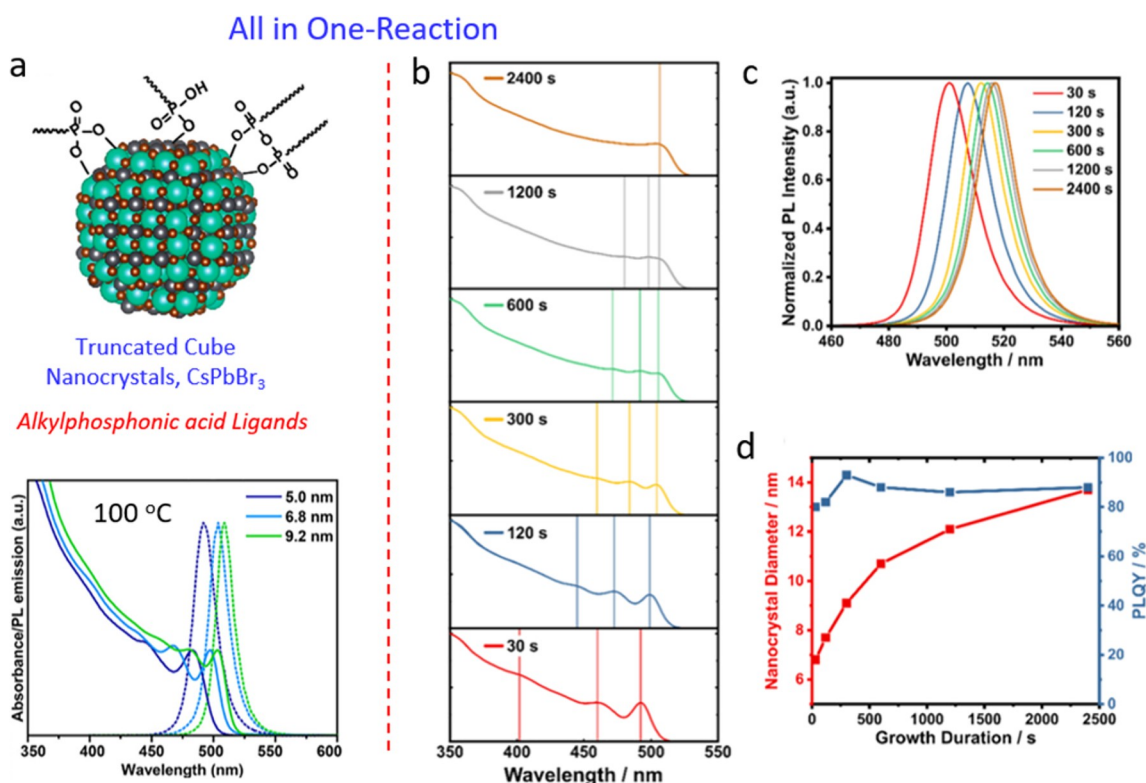 All in One-Reaction
a
O
O
P
OH
O
P
O
O
P
O
O
P
O
O
Truncated Cube
Nanocrystals, CsPbBr₃
Alkylphosphonic acid Ligands
Absorbance/PL emission (a.u.)
100 °C
5.0 nm
6.8 nm
9.2 nm
350 400 450 500 550 600
Wavelength (nm)
b
2400 s
1200 s
600 s
300 s
120 s
30 s
350 400 450 500 550
Wavelength / nm
c
Normalized PL Intensity (a.u.)
1.0
0.8
0.6
0.4
0.2
0.0
30 s
120 s
300 s
600 s
1200 s
2400 s
460 480 500 520 540 560
Wavelength / nm
d
Nanocrystal Diameter / nm
14
12
10
8
6
100
80
60
40
20
0
PLQY / %
0 500 1000 1500 2000 2500
Growth Duration / s